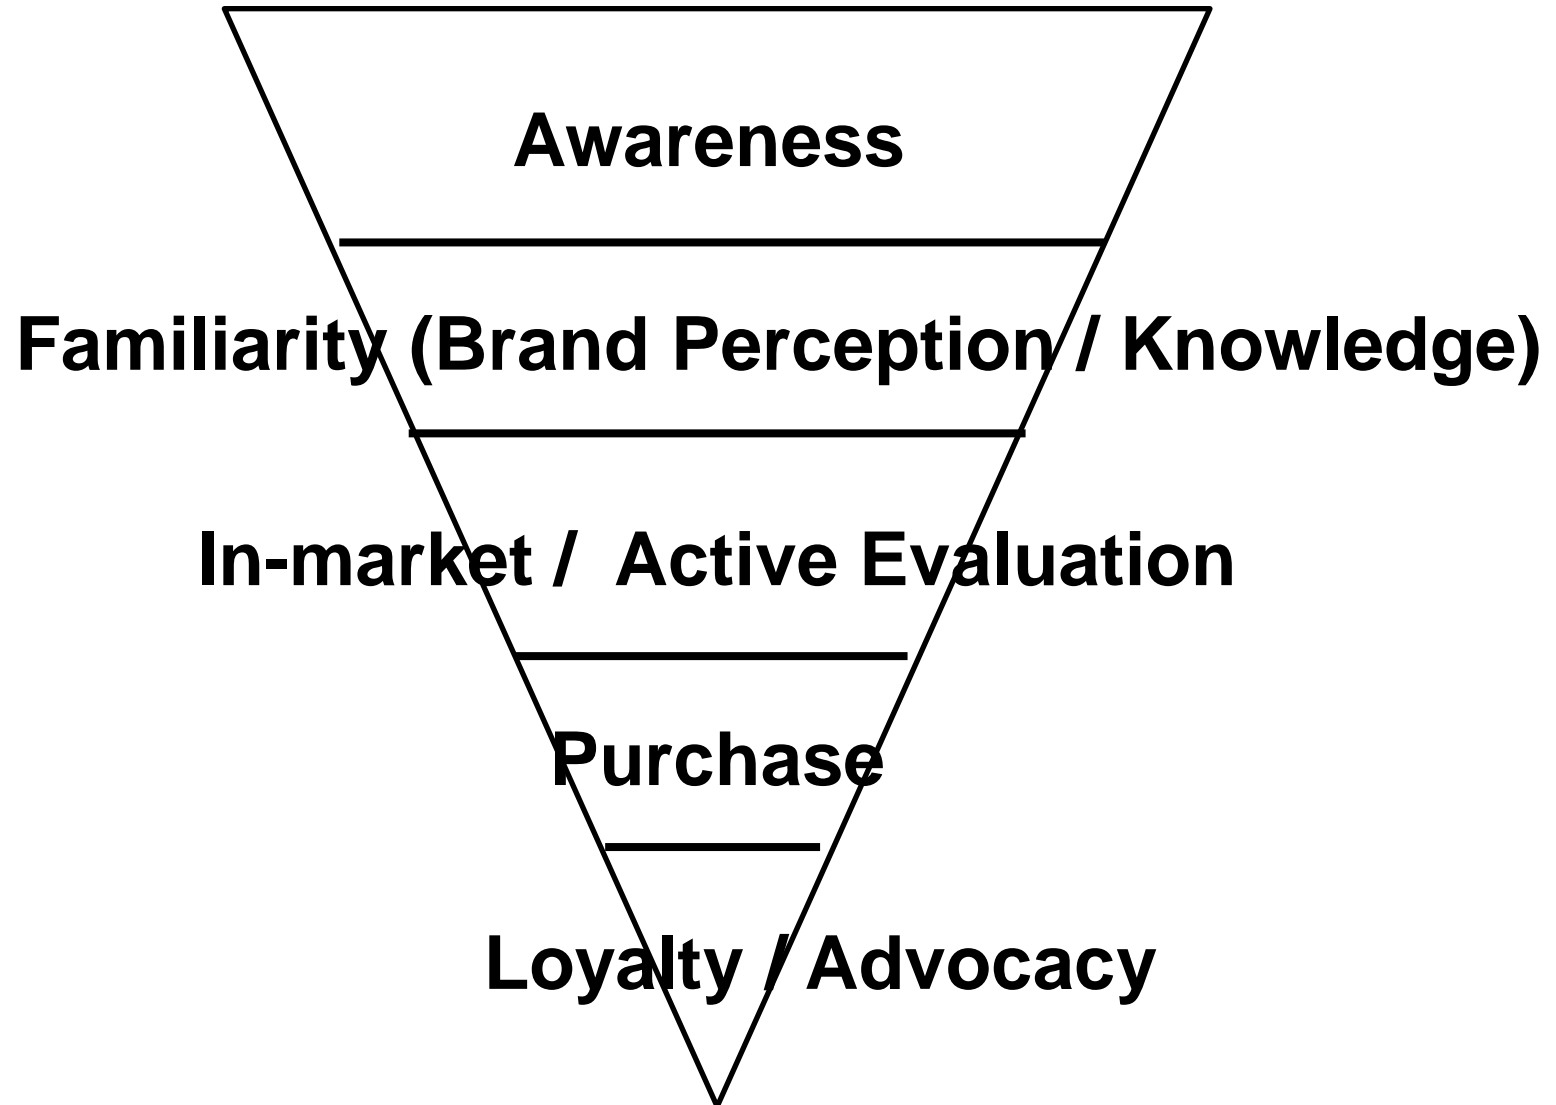 Awareness
Familiarity (Brand Perception / Knowledge)
In-market / Active Evaluation
Purchase
Loyalty / Advocacy